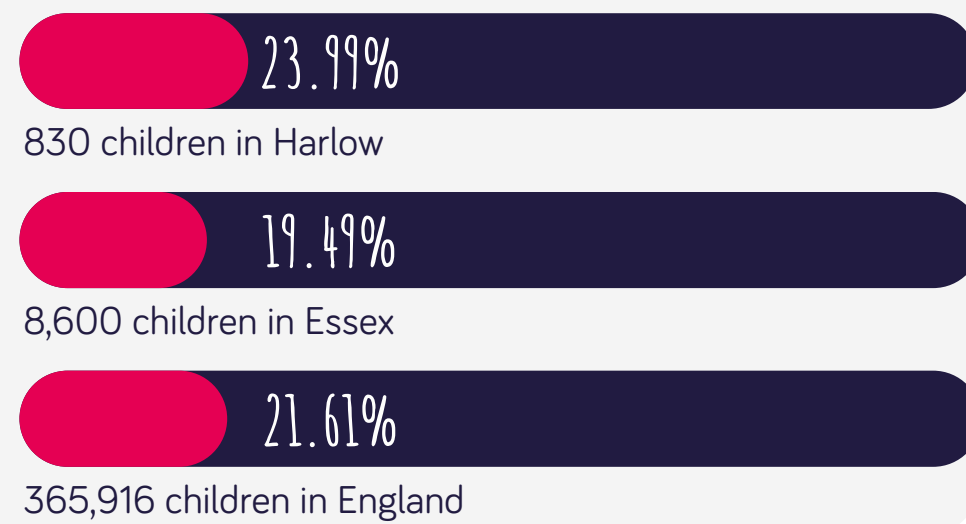 23.99%
830 children in Harlow
19.49%
8,600 children in Essex
21.61%
365,916 children in England